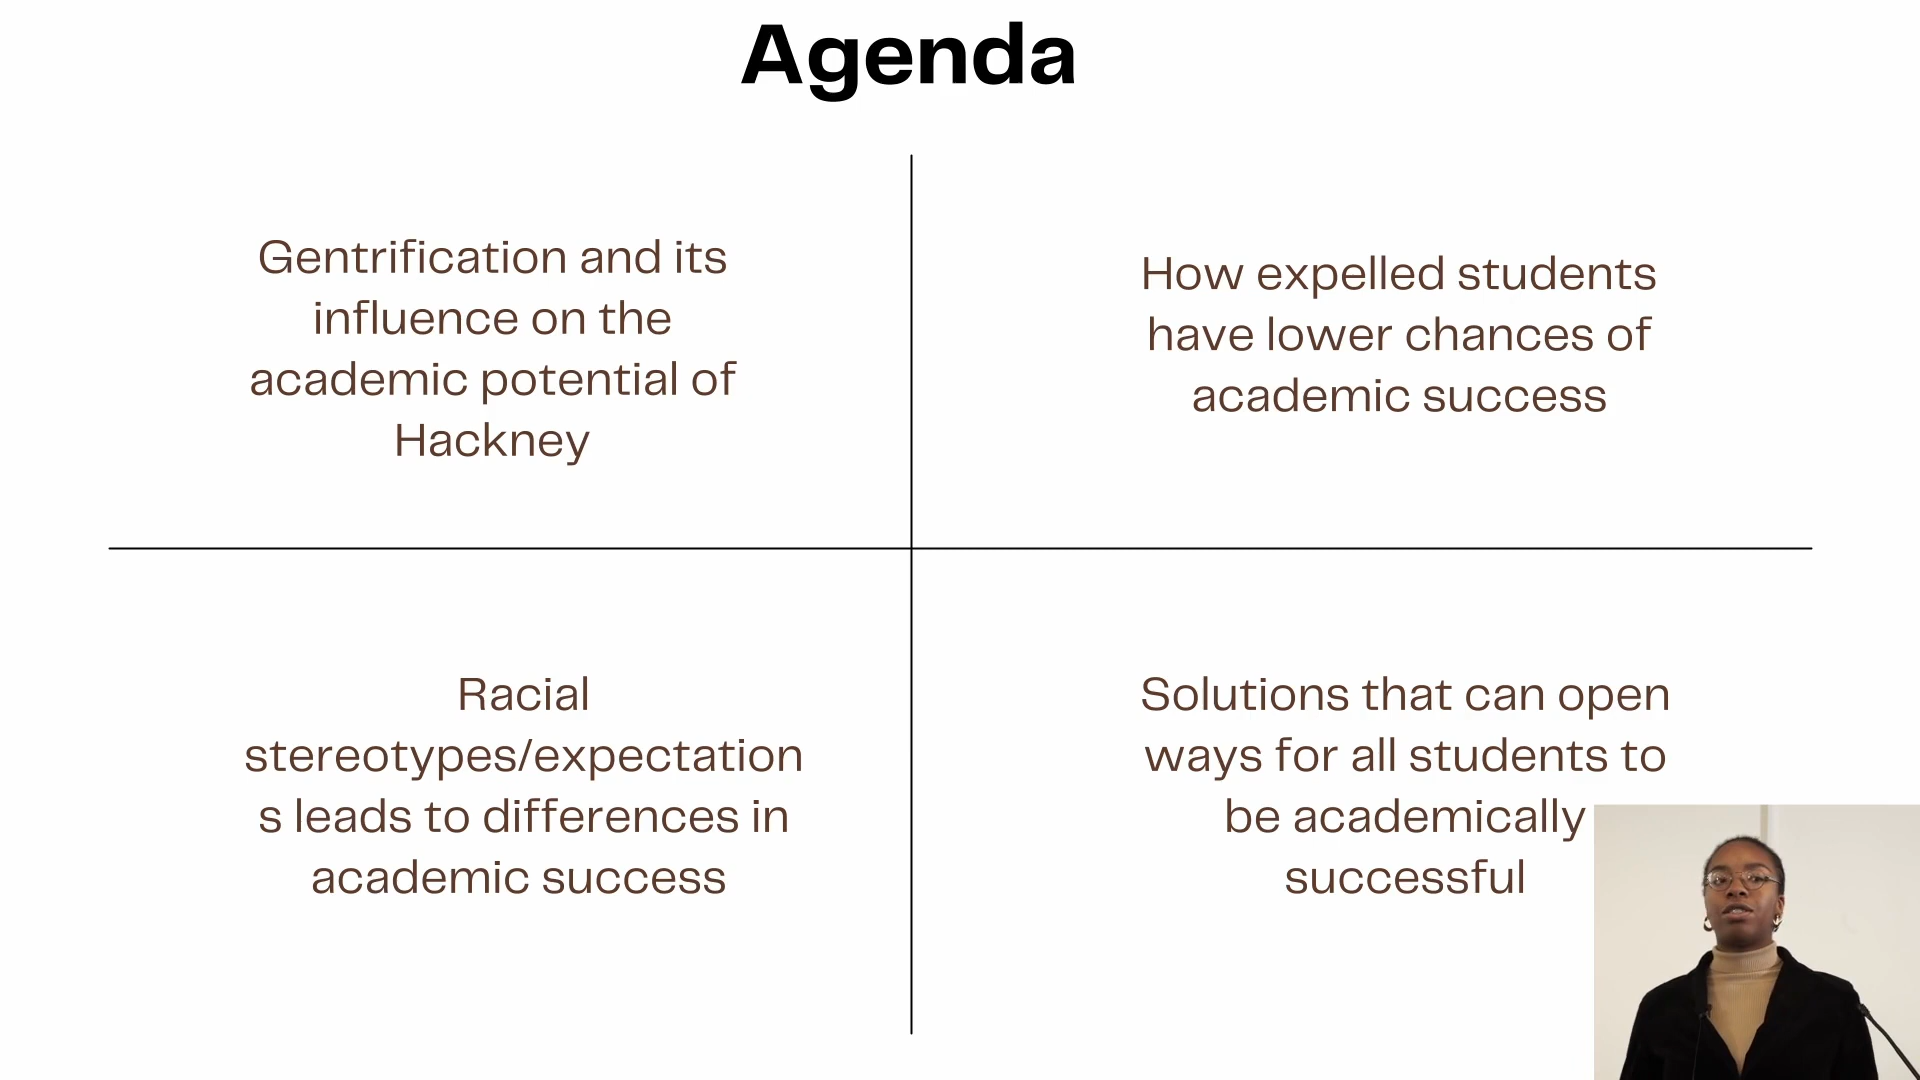 Agenda
Gentrification and its
influence on the
academic potential of
Hackney
How expelled students
have lower chances of
academic success
Racial
stereotypes/expectation
s leads to differences in
academic success
Solutions that can open
ways for all students to
be academically
successful